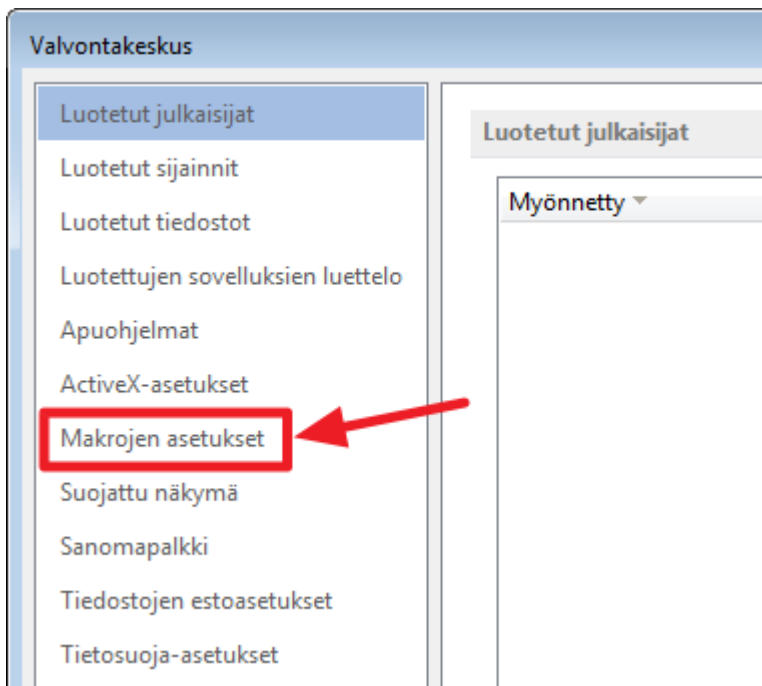 Valvontakeskus
Luotetut julkaisijat
Luotetut sijainnit
Luotetut tiedostot
Luotettujen sovelluksien luettelo
Apuohjelmat
ActiveX-asetukset
Makrojen asetukset
Suojattu näkymä
Sanomapalkki
Tiedostojen estoasetukset
Tietosuoja-asetukset
Luotetut julkaisijat
Myönnetty